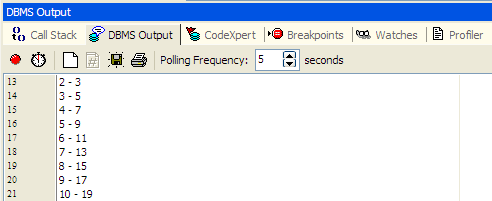 DBMS Output
Call Stack DBMS Output CodeXpert Breakpoints Watches Profiler
Polling Frequency: 5 seconds
13 2 - 3
14 3 - 5
15 4 - 7
16 5 - 9
17 6 - 11
18 7 - 13
19 8 - 15
20 9 - 17
21 10 - 19